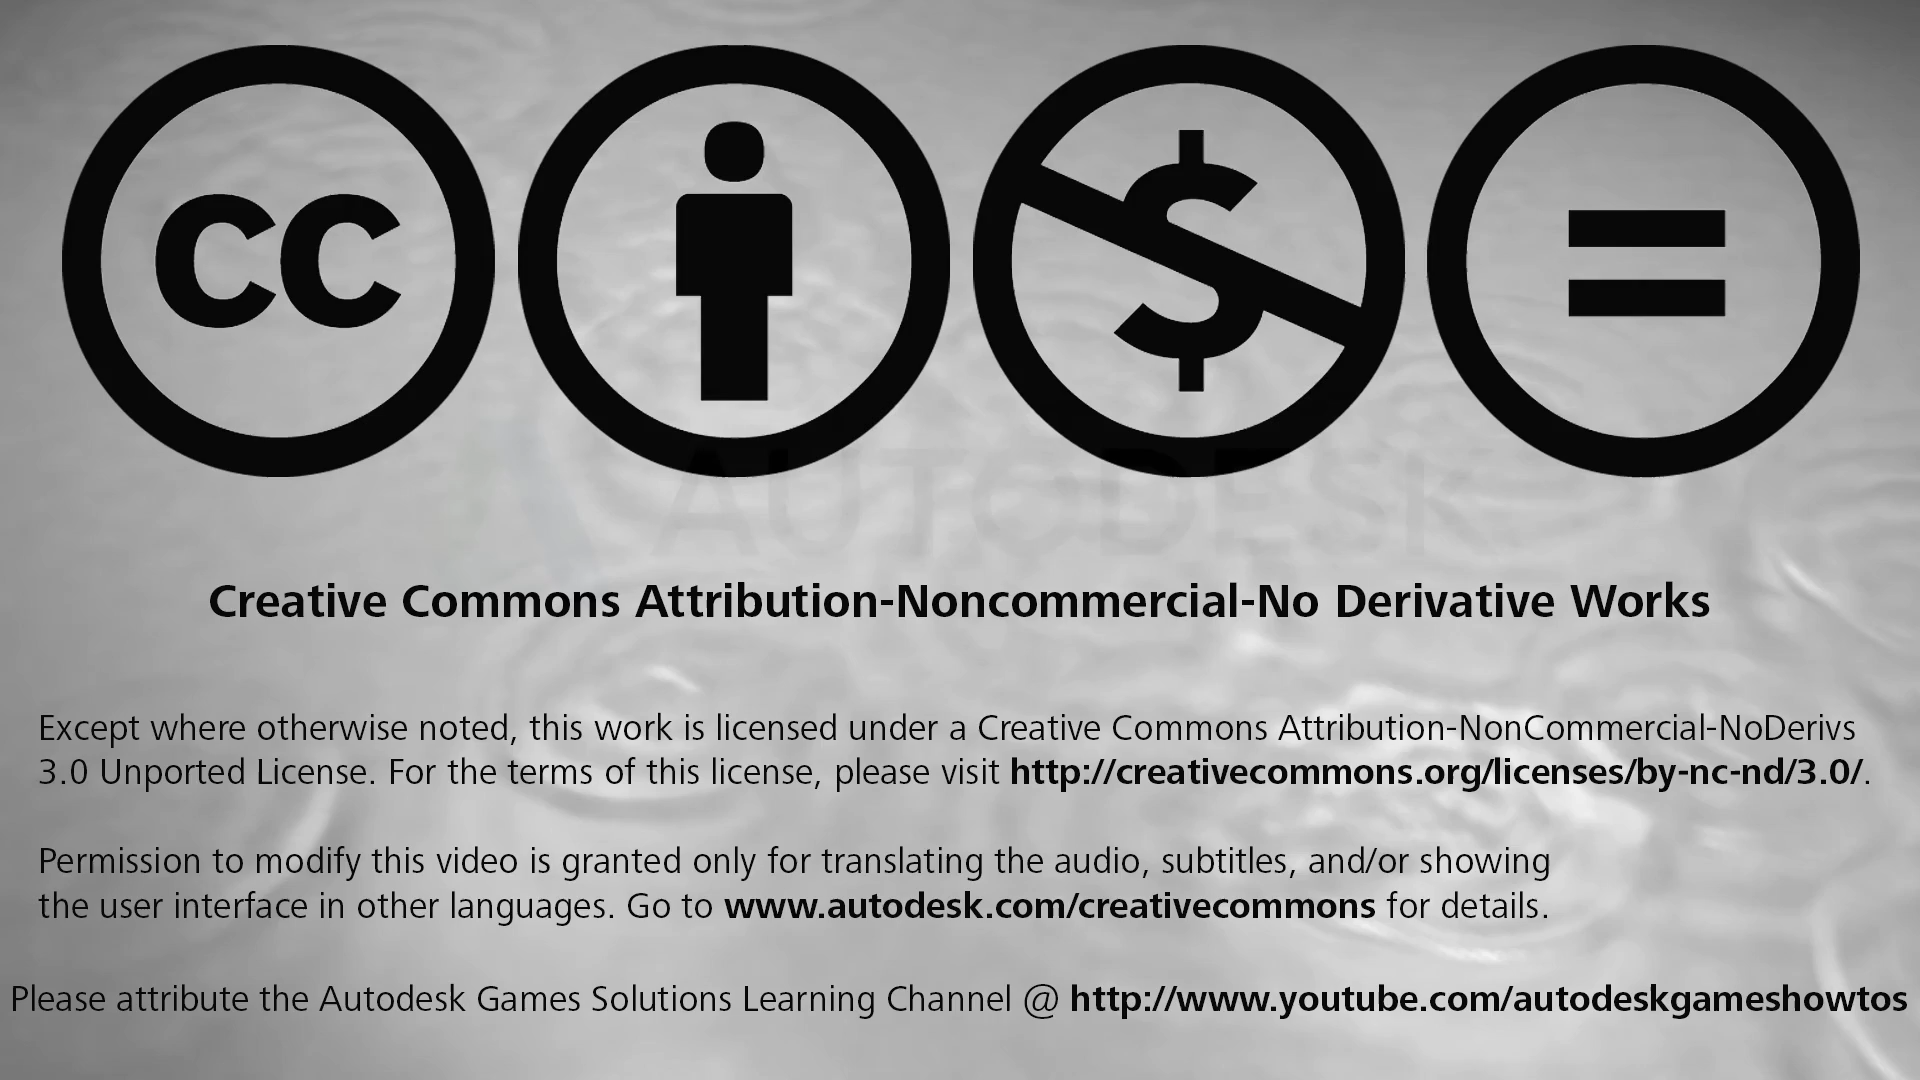 cc
$
=
AUTODESK
Creative Commons Attribution-Noncommercial-No Derivative Works
Except where otherwise noted, this work is licensed under a Creative Commons Attribution-NonCommercial-NoDerivs
3.0 Unported License. For the terms of this license, please visit http://creativecommons.org/licenses/by-nc-nd/3.0/.
Permission to modify this video is granted only for translating the audio, subtitles, and/or showing
the user interface in other languages. Go to www.autodesk.com/creativecommons for details.
Please attribute the Autodesk Games Solutions Learning Channel @ http://www.youtube.com/autodeskgameshowtos